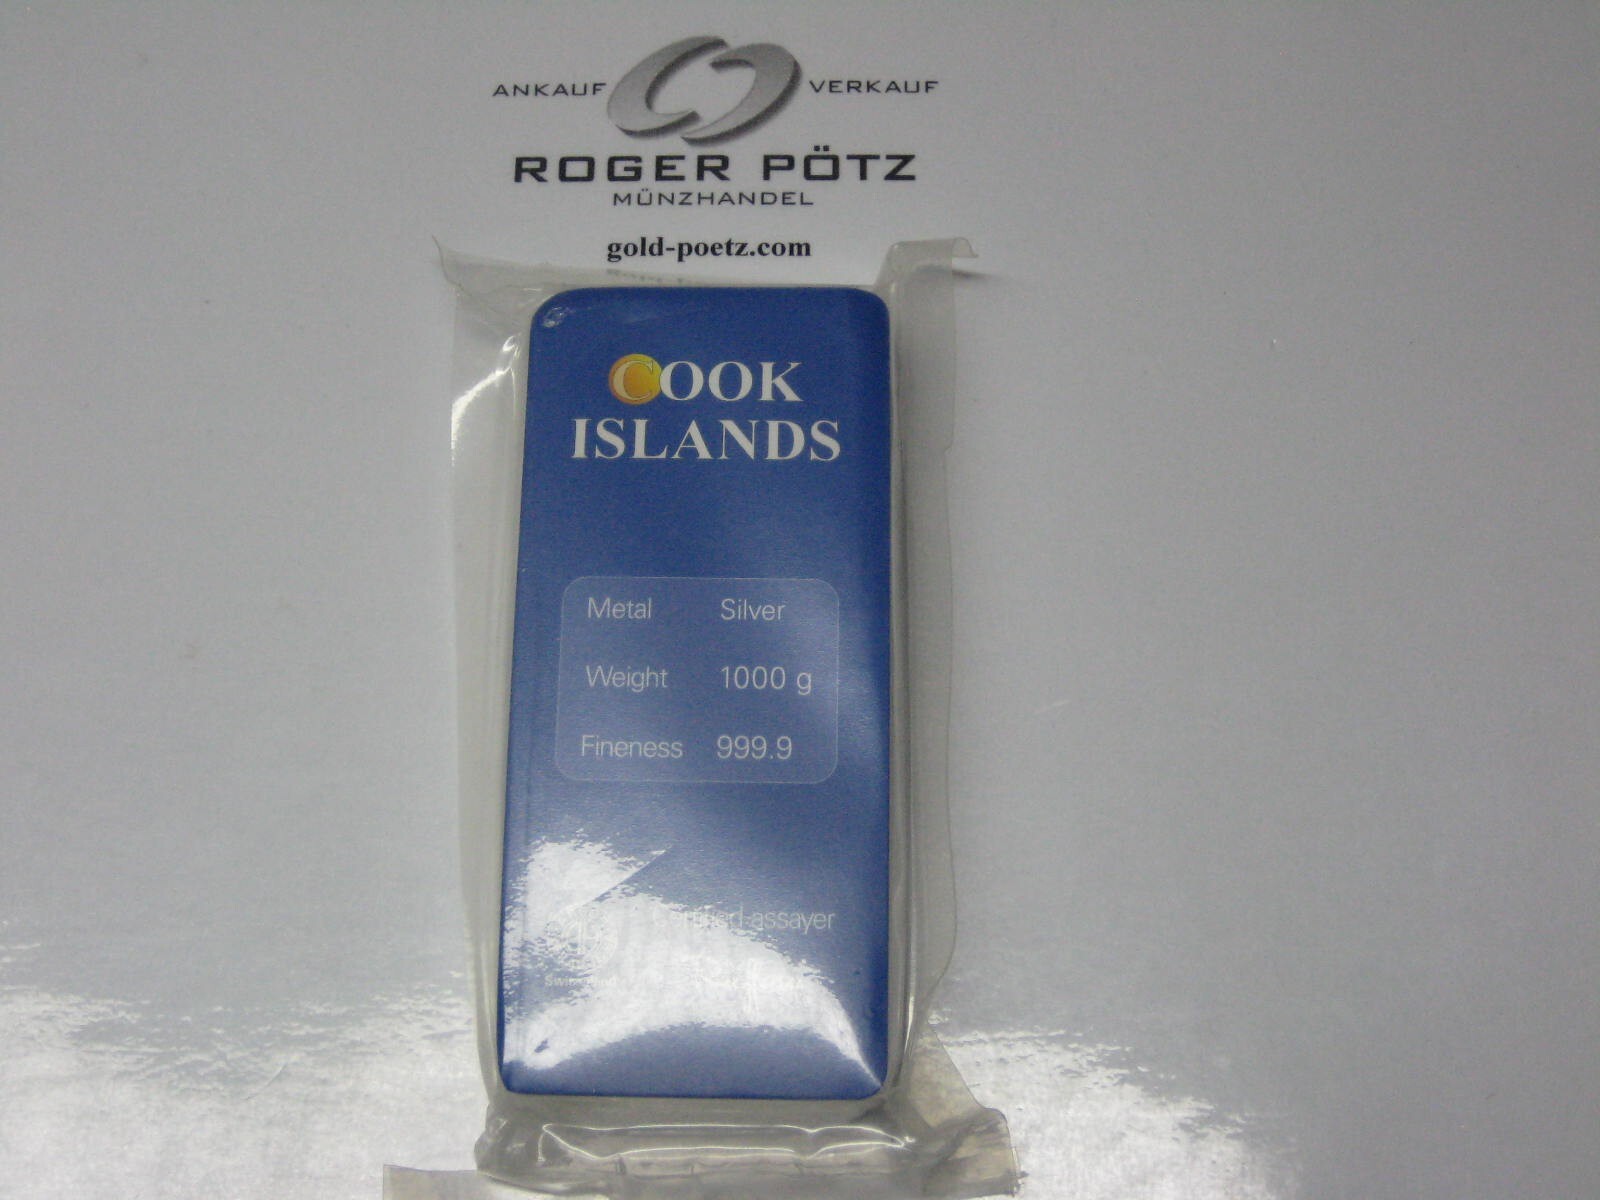 ANKAUF VERKAUF
ROGER PÖTZ
MÜNZHANDEL
gold-poetz.com
COOK
ISLANDS
Metal Silver
Weight 1000 g
Fineness 999.9
Certified assayer